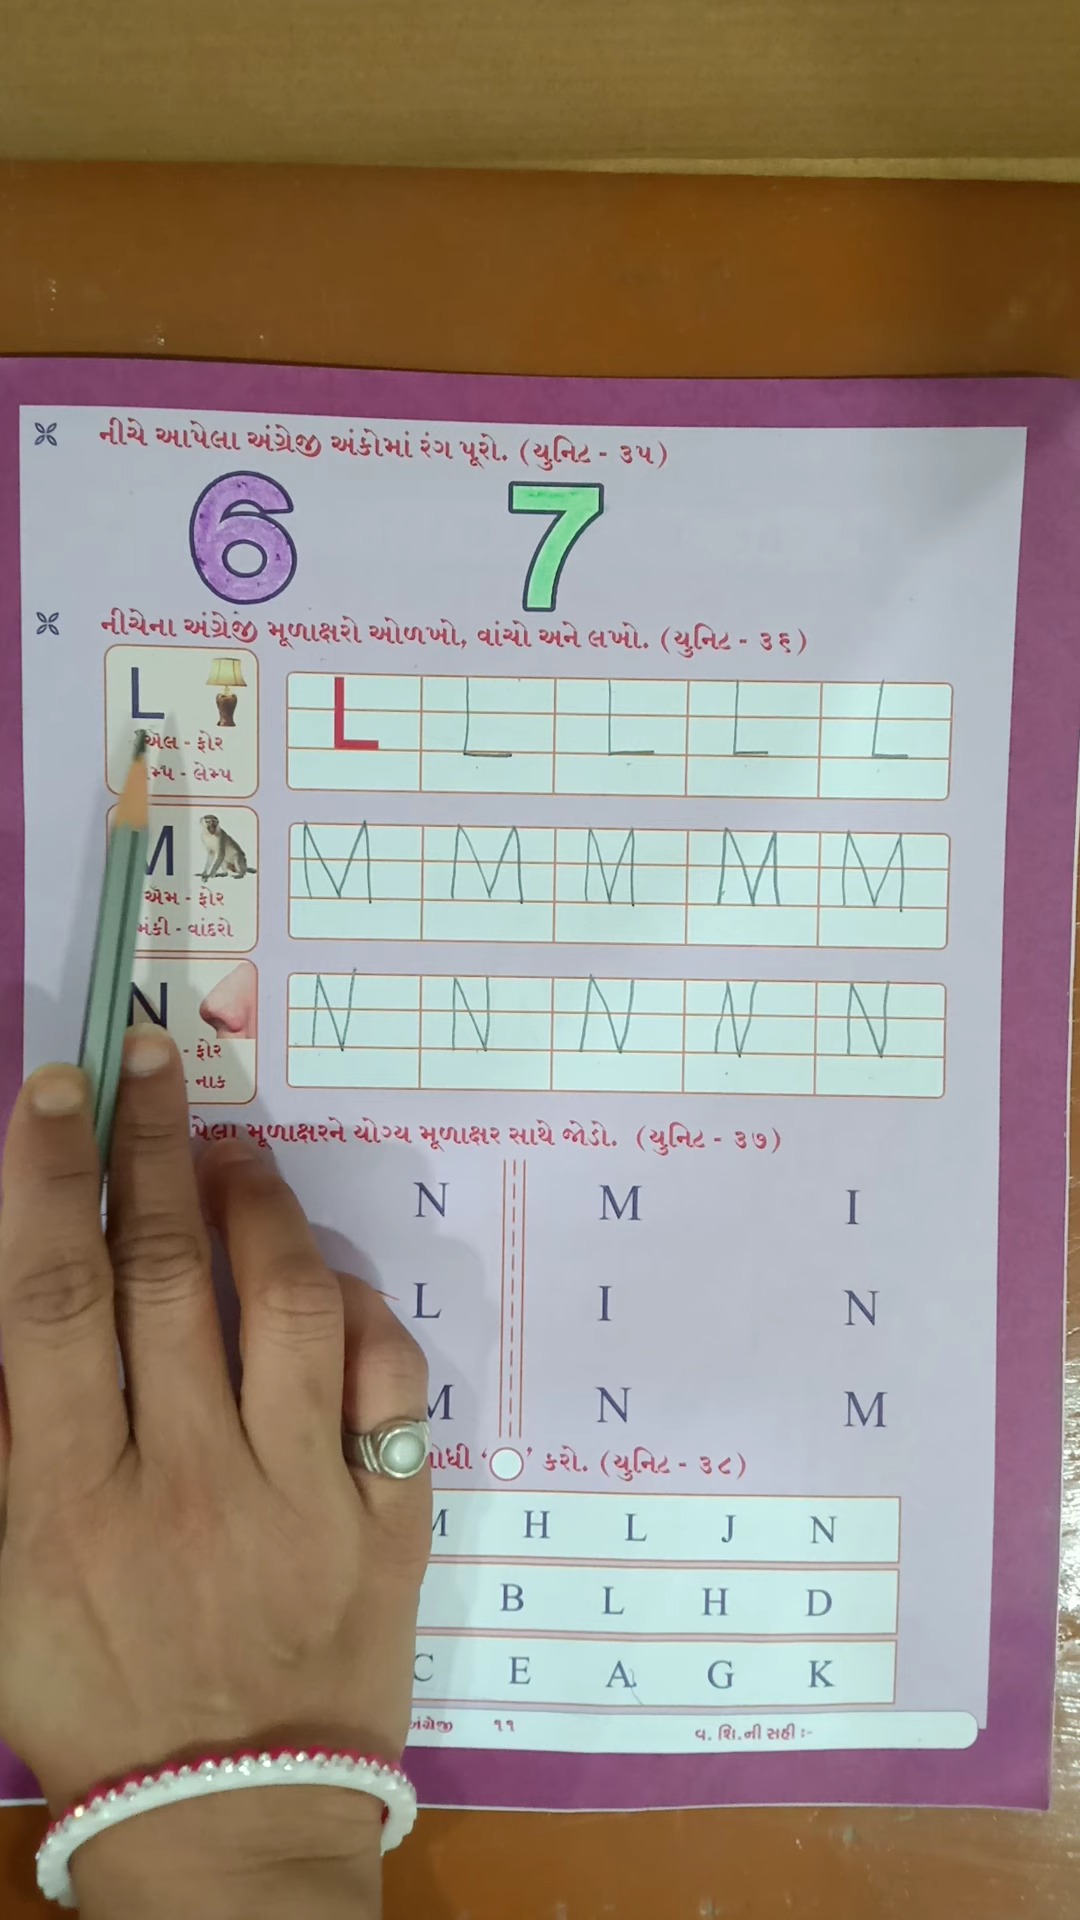 નીચે આપેલા અંગ્રેજી અંકોમાં રંગ પૂરો. (યુનિટ - ૩૫)
6 7
નીચેના અંગ્રેજી મૂળાક્ષરો ઓળખો, વાંચો અને લખો. (યુનિટ - ૩૬)
L L L L L L
એલ - ફોર
- લેમ્પ
M M M M M M
એમ - ફોર
મંકી - વાંદરો
N N N N N N
- ફોર
- નાક
મૂળાક્ષરને યોગ્ય મૂળાક્ષર સાથે જોડો. (યુનિટ - ૩૭)
N M I
L I N
M N M
‘○’ કરો. (યુનિટ - ૩૮)
M H L J N
B L H D
C E A G K
અંગ્રેજી ૧૧ વ. શિ.ની સહી :-